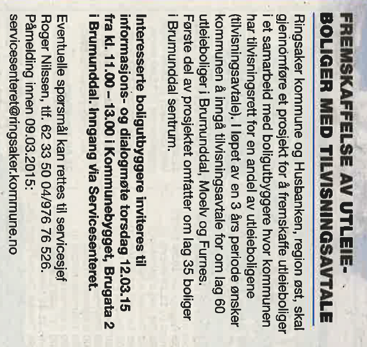 FREMSKAFFELSE AV UTLEIE-
BOLIGER MED TILVISNINGSAVTALE
Ringsaker kommune og Husbanken, region øst, skal
gjennomføre et prosjekt for å fremskaffe utleieboliger
i et samarbeid med boligutbyggere hvor kommunen
har tilvisningsrett for en andel av utleieboligene
(tilvisningsavtale). I løpet av en 3 års periode ønsker
kommunen å inngå tilvisningsavtale for om lag 60
utleieboliger i Brumunddal, Moelv og Furnes.
Første del av prosjektet omfatter om lag 35 boliger
i Brumunddal sentrum.
Interesserte boligutbyggere inviteres til
informasjons- og dialogmøte torsdag 12.03.15
fra kl. 11.00 – 13.00 i Kommunebygget, Brugata 2
i Brumunddal. Inngang via Servicesenteret.
Eventuelle spørsmål kan rettes til servicesjef
Roger Nilssen, tlf. 62 33 50 04/976 76 526.
Påmelding innen 09.03.2015:
servicesenteret@ringsaker.kommune.no